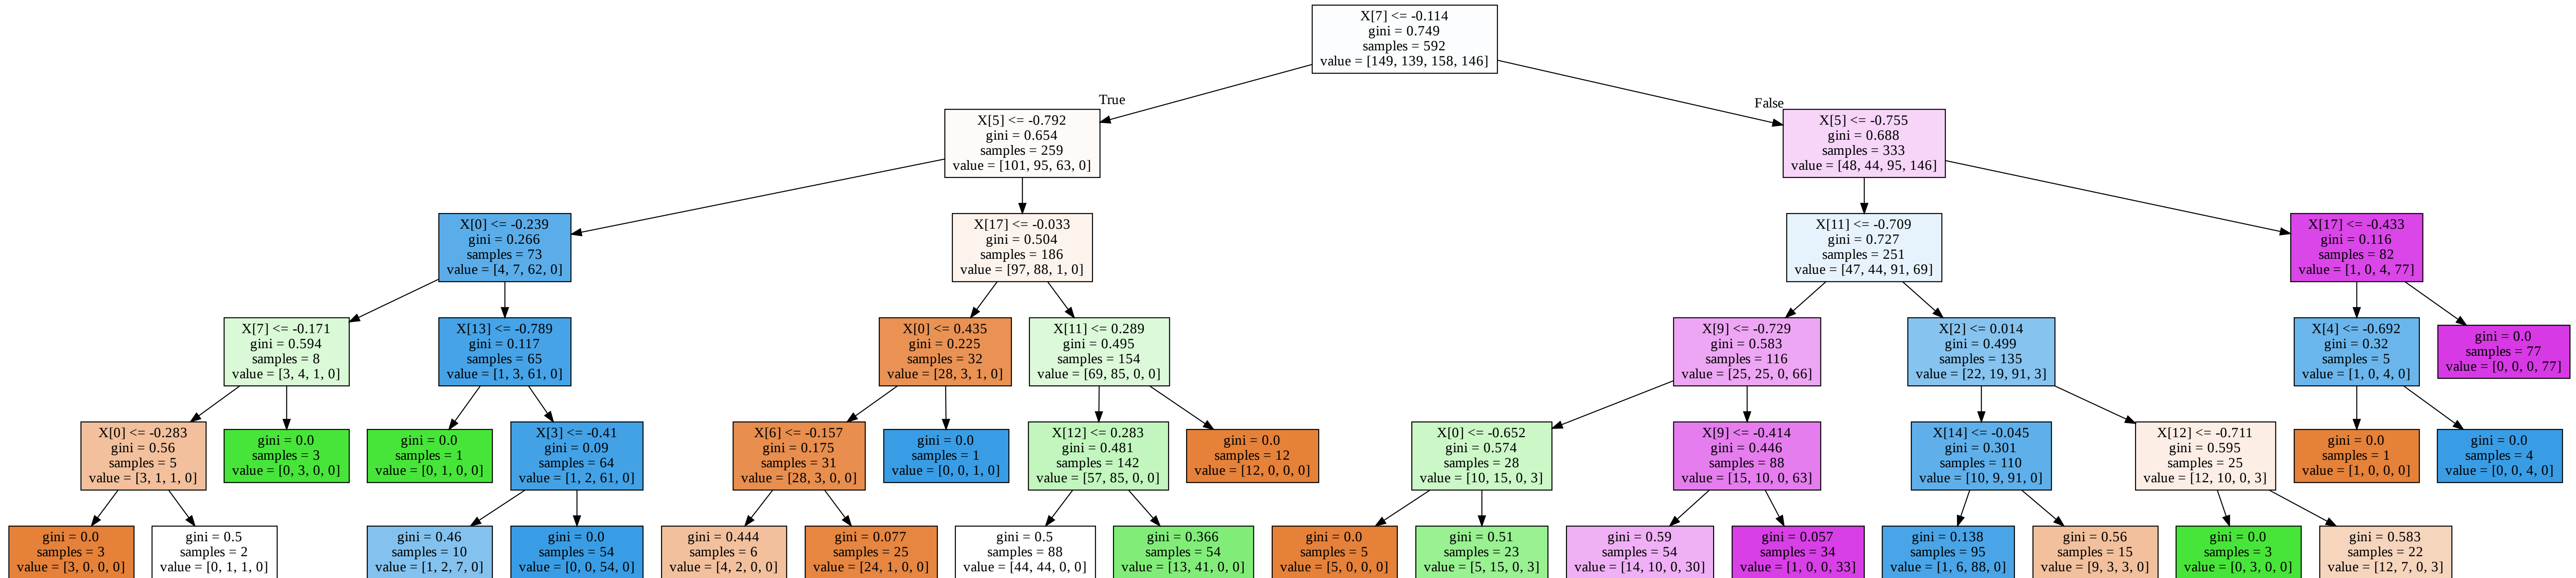 X[7] <= -0.114
gini = 0.749
samples = 592
value = [149, 139, 158, 146]
True
False
X[5] <= -0.792
gini = 0.654
samples = 259
value = [101, 95, 63, 0]
X[5] <= -0.755
gini = 0.688
samples = 333
value = [48, 44, 95, 146]
X[0] <= -0.239
gini = 0.266
samples = 73
value = [4, 7, 62, 0]
X[17] <= -0.033
gini = 0.504
samples = 186
value = [97, 88, 1, 0]
X[11] <= -0.709
gini = 0.727
samples = 251
value = [47, 44, 91, 69]
X[17] <= -0.433
gini = 0.116
samples = 82
value = [1, 0, 4, 77]
X[7] <= -0.171
gini = 0.594
samples = 8
value = [3, 4, 1, 0]
X[13] <= -0.789
gini = 0.117
samples = 65
value = [1, 3, 61, 0]
X[0] <= 0.435
gini = 0.225
samples = 32
value = [28, 3, 1, 0]
X[11] <= 0.289
gini = 0.495
samples = 154
value = [69, 85, 0, 0]
X[9] <= -0.729
gini = 0.583
samples = 116
value = [25, 25, 0, 66]
X[2] <= 0.014
gini = 0.499
samples = 135
value = [22, 19, 91, 3]
X[4] <= -0.692
gini = 0.32
samples = 5
value = [1, 0, 4, 0]
gini = 0.0
samples = 77
value = [0, 0, 0, 77]
X[0] <= -0.283
gini = 0.56
samples = 5
value = [3, 1, 1, 0]
gini = 0.0
samples = 3
value = [0, 3, 0, 0]
gini = 0.0
samples = 1
value = [0, 1, 0, 0]
X[3] <= -0.41
gini = 0.09
samples = 64
value = [1, 2, 61, 0]
X[6] <= -0.157
gini = 0.175
samples = 31
value = [28, 3, 0, 0]
gini = 0.0
samples = 1
value = [0, 0, 1, 0]
X[12] <= 0.283
gini = 0.481
samples = 142
value = [57, 85, 0, 0]
gini = 0.0
samples = 12
value = [12, 0, 0, 0]
X[0] <= -0.652
gini = 0.574
samples = 28
value = [10, 15, 0, 3]
X[9] <= -0.414
gini = 0.446
samples = 88
value = [15, 10, 0, 63]
X[14] <= -0.045
gini = 0.301
samples = 110
value = [10, 9, 91, 0]
X[12] <= -0.711
gini = 0.595
samples = 25
value = [12, 10, 0, 3]
gini = 0.0
samples = 1
value = [1, 0, 0, 0]
gini = 0.0
samples = 4
value = [0, 0, 4, 0]
gini = 0.0
samples = 3
value = [3, 0, 0, 0]
gini = 0.5
samples = 2
value = [0, 1, 1, 0]
gini = 0.46
samples = 10
value = [1, 2, 7, 0]
gini = 0.0
samples = 54
value = [0, 0, 54, 0]
gini = 0.444
samples = 6
value = [4, 2, 0, 0]
gini = 0.077
samples = 25
value = [24, 1, 0, 0]
gini = 0.5
samples = 88
value = [44, 44, 0, 0]
gini = 0.366
samples = 54
value = [13, 41, 0, 0]
gini = 0.0
samples = 5
value = [5, 0, 0, 0]
gini = 0.51
samples = 23
value = [5, 15, 0, 3]
gini = 0.59
samples = 54
value = [14, 10, 0, 30]
gini = 0.057
samples = 34
value = [1, 0, 0, 33]
gini = 0.138
samples = 95
value = [1, 6, 88, 0]
gini = 0.56
samples = 15
value = [9, 3, 3, 0]
gini = 0.0
samples = 3
value = [0, 3, 0, 0]
gini = 0.583
samples = 22
value = [12, 7, 0, 3]